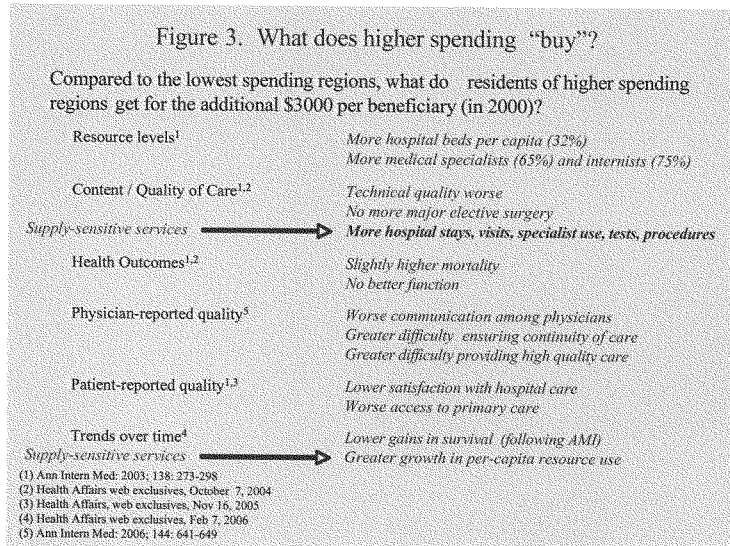 Figure 3. What does higher spending “buy”?
Compared to the lowest spending regions, what do residents of higher spending
regions get for the additional $3000 per beneficiary (in 2000)?
Resource levels¹
More hospital beds per capita (32%)
More medical specialists (65%) and internists (75%)
Content / Quality of Care¹,²
Technical quality worse
No more major elective surgery
Supply-sensitive services
More hospital stays, visits, specialist use, tests, procedures
Health Outcomes¹,²
Slightly higher mortality
No better function
Physician-reported quality⁵
Worse communication among physicians
Greater difficulty ensuring continuity of care
Greater difficulty providing high quality care
Patient-reported quality¹,³
Lower satisfaction with hospital care
Worse access to primary care
Trends over time⁴
Lower gains in survival (following AMI)
Supply-sensitive services
Greater growth in per-capita resource use
(1) Ann Intern Med: 2003; 138: 273-298
(2) Health Affairs web exclusives, October 7, 2004
(3) Health Affairs, web exclusives, Nov 16, 2005
(4) Health Affairs web exclusives, Feb 7, 2006
(5) Ann Intern Med: 2006; 144: 641-649